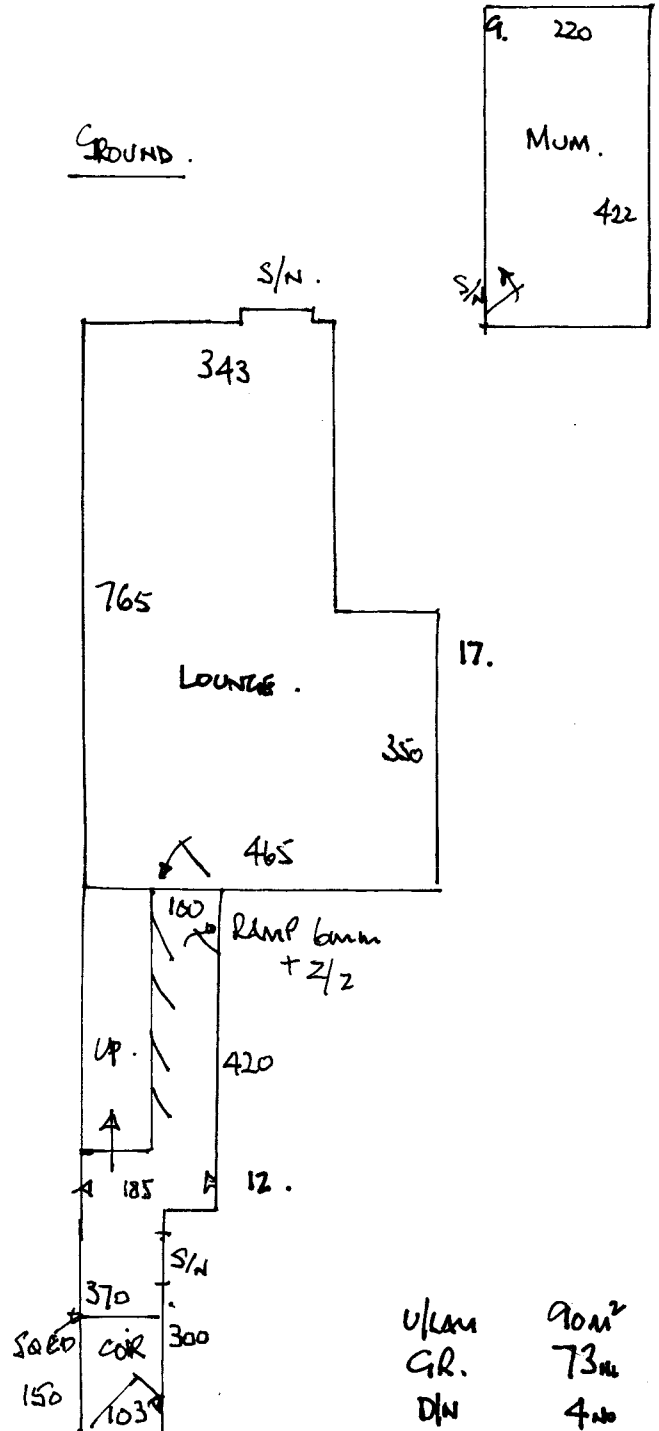 9. 220
GROUND.
MUM.
422
S/N.
S/N
343
765
17.
LOUNGE.
350
465
100
RAMP 6mm
+ Z/2
UP.
420
185
12.
S/N
370
SQED
COIR
300
150
103
U/LAM 90M²
GR. 73M
D/N 4NO